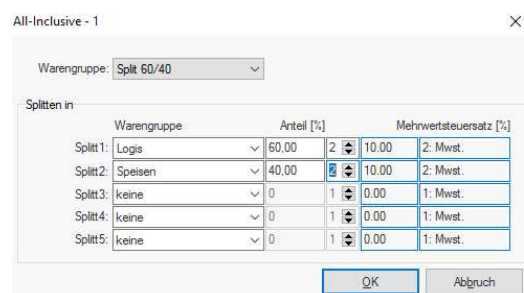 All-Inclusive - 1
Warengruppe: Split 60/40
Splitten in
Warengruppe Anteil [%] Mehrwertsteuersatz [%]
Splitt1: Logis 60,00 2 10.00 2: Mwst.
Splitt2: Speisen 40,00 2 10.00 2: Mwst.
Splitt3: keine 0 1 0.00 1: Mwst.
Splitt4: keine 0 1 0.00 1: Mwst.
Splitt5: keine 0 1 0.00 1: Mwst.
OK Abbruch